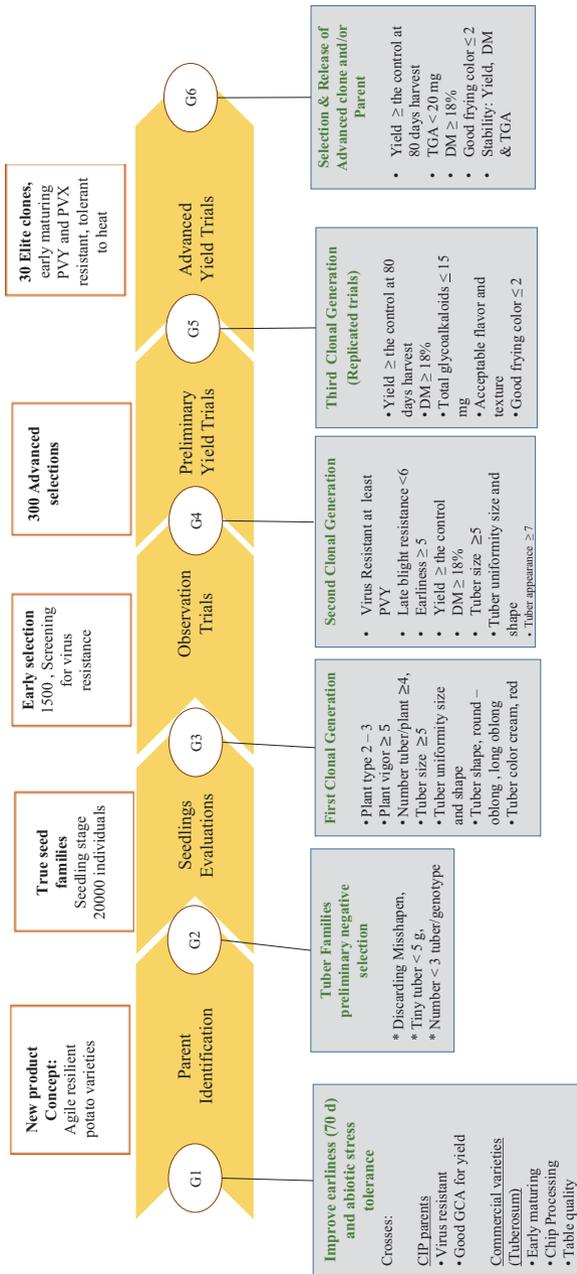 New product
Concept:
Agile resilient
potato varieties
True seed
families
Seedling stage
20000 individuals
Early selection
1500 , Screening
for virus
resistance
300 Advanced
selections
30 Elite clones,
early maturing
PVY and PVX
resistant, tolerant
to heat
G1
Parent
Identification
G2
Seedlings
Evaluations
G3
Observation
Trials
G4
Preliminary
Yield Trials
G5
Advanced
Yield Trials
G6
Improve earliness (70 d)
and abiotic stress
tolerance
Crosses:
CIP parents
• Virus resistant
• Good GCA for yield
Commercial varieties
(Tuberosum)
• Early maturing
• Chip Processing
• Table quality
Tuber Families
preliminary negative
selection
* Discarding Misshapen,
* Tiny tuber < 5 g,
* Number < 3 tuber/genotype
First Clonal Generation
• Plant type 2 – 3
• Plant vigor ≥ 5
• Number tuber/plant ≥4,
• Tuber size ≥5
• Tuber uniformity size
and shape
• Tuber shape, round –
oblong , long oblong
• Tuber color cream, red
Second Clonal Generation
• Virus Resistant at least
PVY
• Late blight resistance <6
• Earliness ≥ 5
• Yield ≥ the control
• DM ≥ 18%
• Tuber size ≥5
• Tuber uniformity size and
shape
• Tuber appearance ≥ 7
Third Clonal Generation
(Replicated trials)
• Yield ≥ the control at 80
days harvest
• DM ≥ 18%
• Total glycoalkaloids ≤ 15
mg
• Acceptable flavor and
texture
• Good frying color ≤ 2
Selection & Release of
Advanced clone and/or
Parent
• Yield ≥ the control at
80 days harvest
• TGA < 20 mg
• DM ≥ 18%
• Good frying color ≤ 2
• Stability: Yield, DM
& TGA